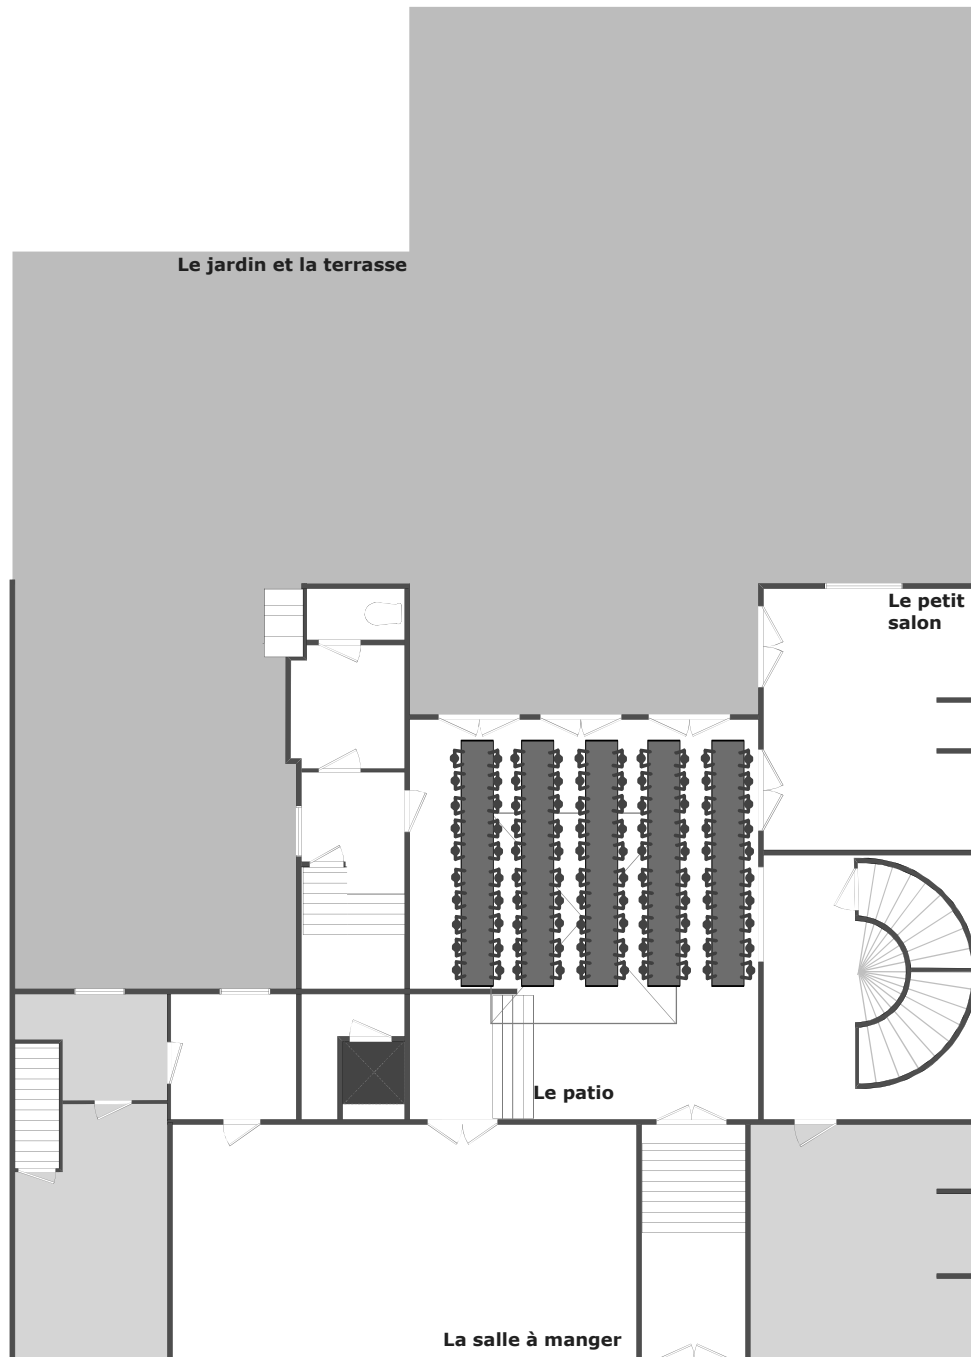 Le jardin et la terrasse
Le petit
salon
Le patio
La salle à manger